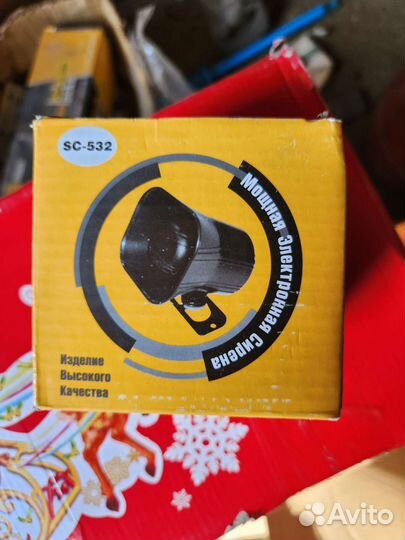 SC-532
Мощная Электронная Сирена
Изделие
Высокого
Качества
Avito